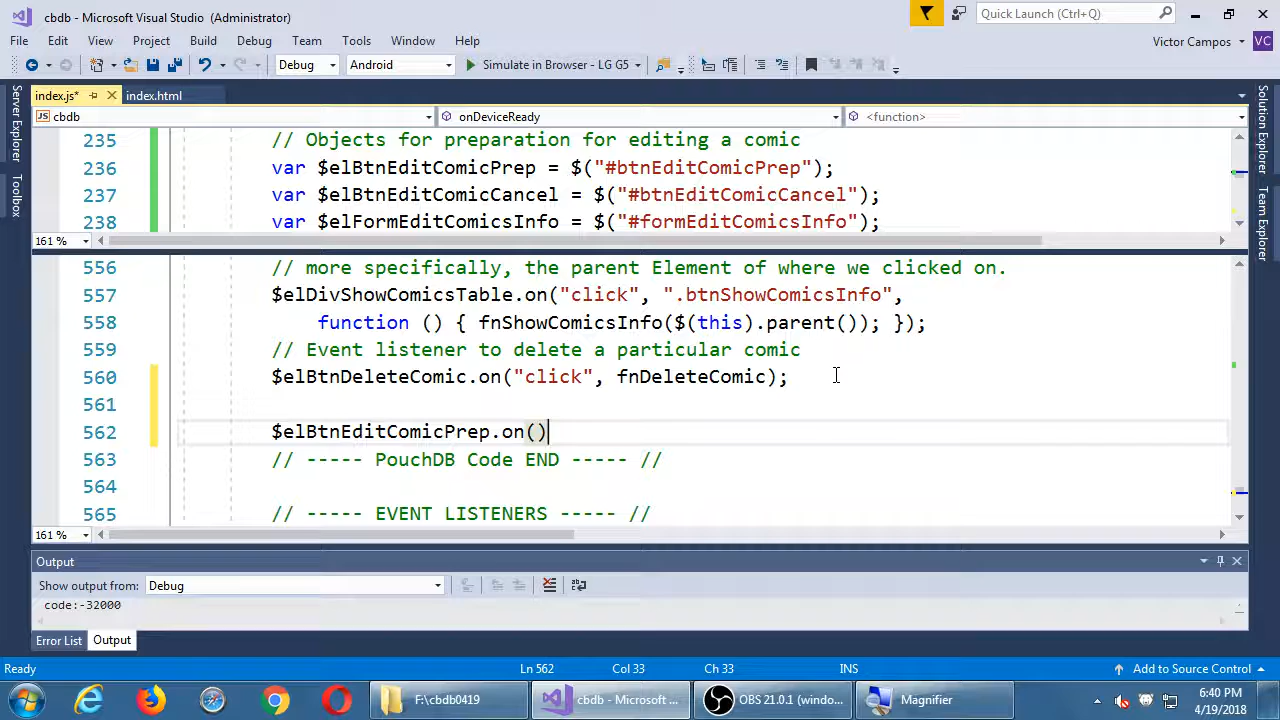 cbdb - Microsoft Visual Studio (Administrator)
Quick Launch (Ctrl+Q)
File Edit View Project Build Debug Team Tools Window Help
Victor Campos VC
Debug Android Simulate in Browser - LG G5
index.js* index.html
cbdb onDeviceReady <function>
Server Explorer
Toolbox
Solution Explorer
Team Explorer
235 // Objects for preparation for editing a comic
236 var $elBtnEditComicPrep = $("#btnEditComicPrep");
237 var $elBtnEditComicCancel = $("#btnEditComicCancel");
238 var $elFormEditComicsInfo = $("#formEditComicsInfo");
161 %
556 // more specifically, the parent Element of where we clicked on.
557 $elDivShowComicsTable.on("click", ".btnShowComicsInfo",
558 function () { fnShowComicsInfo($(this).parent()); });
559 // Event listener to delete a particular comic
560 $elBtnDeleteComic.on("click", fnDeleteComic);
561
562 $elBtnEditComicPrep.on()
563 // ----- PouchDB Code END ----- //
564
565 // ----- EVENT LISTENERS ----- //
161 %
Output
Show output from: Debug
code:-32000
Error List Output
Ready Ln 562 Col 33 Ch 33 INS Add to Source Control
F:\cbdb0419 cbdb - Microsoft ... OBS 21.0.1 (windo... Magnifier
6:40 PM
4/19/2018